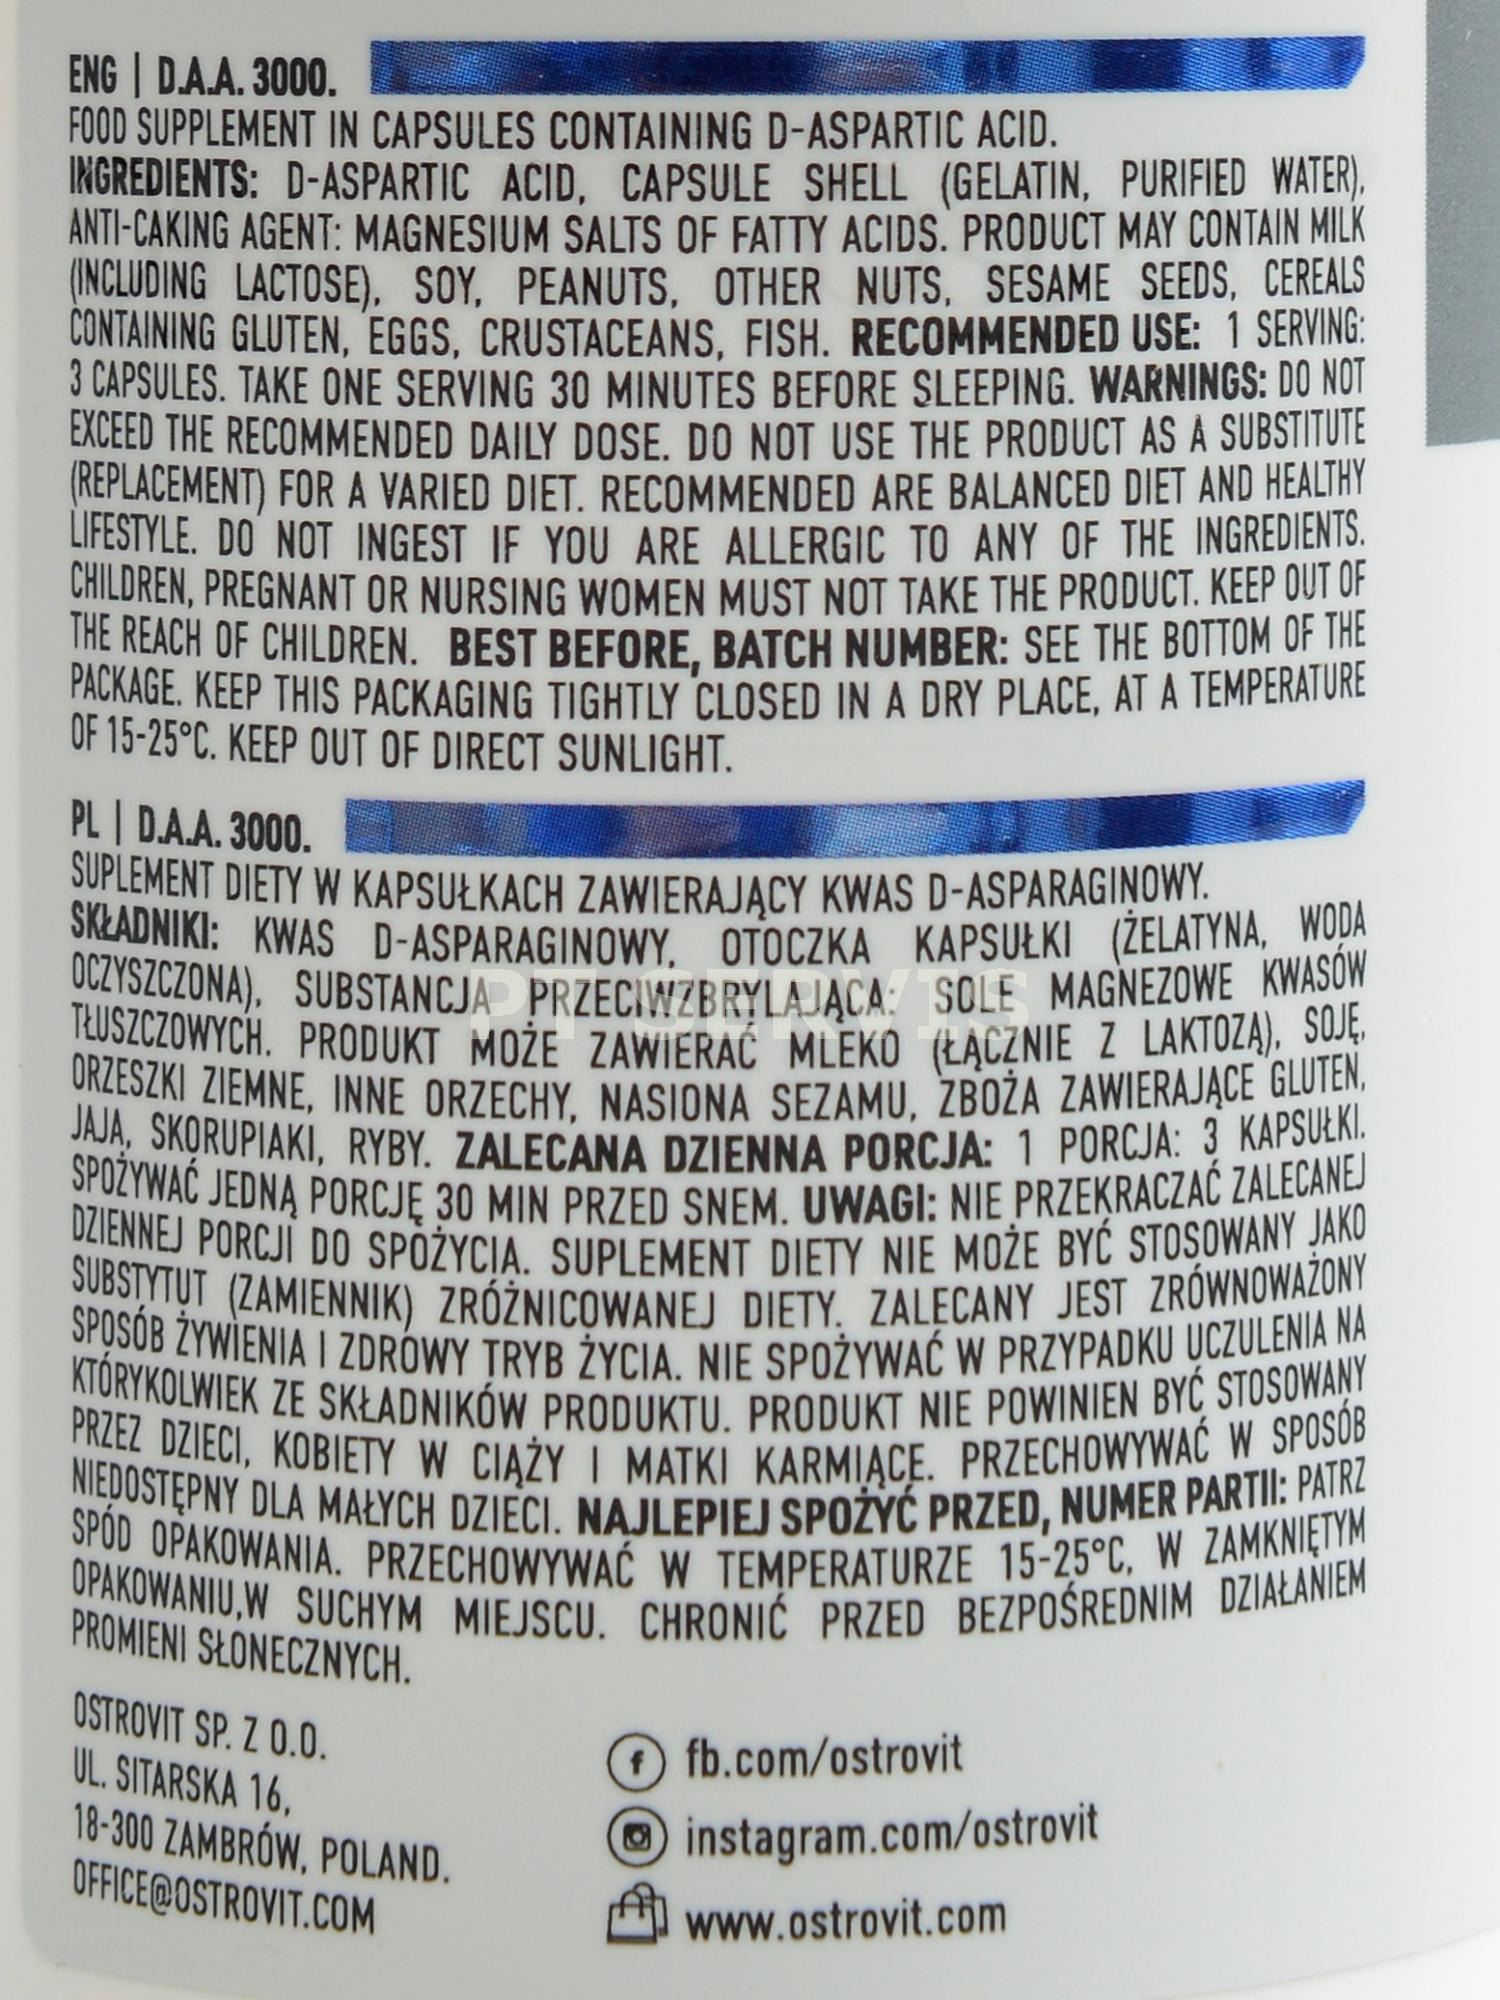 ENG | D.A.A. 3000.
FOOD SUPPLEMENT IN CAPSULES CONTAINING D-ASPARTIC ACID.
INGREDIENTS: D-ASPARTIC ACID, CAPSULE SHELL (GELATIN, PURIFIED WATER),
ANTI-CAKING AGENT: MAGNESIUM SALTS OF FATTY ACIDS. PRODUCT MAY CONTAIN MILK
(INCLUDING LACTOSE), SOY, PEANUTS, OTHER NUTS, SESAME SEEDS, CEREALS
CONTAINING GLUTEN, EGGS, CRUSTACEANS, FISH. RECOMMENDED USE: 1 SERVING:
3 CAPSULES. TAKE ONE SERVING 30 MINUTES BEFORE SLEEPING. WARNINGS: DO NOT
EXCEED THE RECOMMENDED DAILY DOSE. DO NOT USE THE PRODUCT AS A SUBSTITUTE
(REPLACEMENT) FOR A VARIED DIET. RECOMMENDED ARE BALANCED DIET AND HEALTHY
LIFESTYLE. DO NOT INGEST IF YOU ARE ALLERGIC TO ANY OF THE INGREDIENTS.
CHILDREN, PREGNANT OR NURSING WOMEN MUST NOT TAKE THE PRODUCT. KEEP OUT OF
THE REACH OF CHILDREN. BEST BEFORE, BATCH NUMBER: SEE THE BOTTOM OF THE
PACKAGE. KEEP THIS PACKAGING TIGHTLY CLOSED IN A DRY PLACE, AT A TEMPERATURE
OF 15-25°C. KEEP OUT OF DIRECT SUNLIGHT.
PL | D.A.A. 3000.
SUPLEMENT DIETY W KAPSUŁKACH ZAWIERAJĄCY KWAS D-ASPARAGINOWY.
SKŁADNIKI: KWAS D-ASPARAGINOWY, OTOCZKA KAPSUŁKI (ŻELATYNA, WODA
OCZYSZCZONA), SUBSTANCJA PRZECIWZBRYLAJĄCA: SOLE MAGNEZOWE KWASÓW
PT SERVIS
TŁUSZCZOWYCH. PRODUKT MOŻE ZAWIERAĆ MLEKO (ŁĄCZNIE Z LAKTOZĄ), SOJĘ,
ORZESZKI ZIEMNE, INNE ORZECHY, NASIONA SEZAMU, ZBOŻA ZAWIERAJĄCE GLUTEN,
JAJA, SKORUPIAKI, RYBY. ZALECANA DZIENNA PORCJA: 1 PORCJA: 3 KAPSUŁKI.
SPOŻYWAĆ JEDNĄ PORCJĘ 30 MIN PRZED SNEM. UWAGI: NIE PRZEKRACZAĆ ZALECANEJ
DZIENNEJ PORCJI DO SPOŻYCIA. SUPLEMENT DIETY NIE MOŻE BYĆ STOSOWANY JAKO
SUBSTYTUT (ZAMIENNIK) ZRÓŻNICOWANEJ DIETY. ZALECANY JEST ZRÓWNOWAŻONY
SPOSÓB ŻYWIENIA I ZDROWY TRYB ŻYCIA. NIE SPOŻYWAĆ W PRZYPADKU UCZULENIA NA
KTÓRYKOLWIEK ZE SKŁADNIKÓW PRODUKTU. PRODUKT NIE POWINIEN BYĆ STOSOWANY
PRZEZ DZIECI, KOBIETY W CIĄŻY I MATKI KARMIĄCE. PRZECHOWYWAĆ W SPOSÓB
NIEDOSTĘPNY DLA MAŁYCH DZIECI. NAJLEPIEJ SPOŻYĆ PRZED, NUMER PARTII: PATRZ
SPÓD OPAKOWANIA. PRZECHOWYWAĆ W TEMPERATURZE 15-25°C, W ZAMKNIĘTYM
OPAKOWANIU,W SUCHYM MIEJSCU. CHRONIĆ PRZED BEZPOŚREDNIM DZIAŁANIEM
PROMIENI SŁONECZNYCH.
OSTROVIT SP. Z O.O.
UL. SITARSKA 16,
18-300 ZAMBRÓW, POLAND.
OFFICE@OSTROVIT.COM
fb.com/ostrovit
instagram.com/ostrovit
www.ostrovit.com